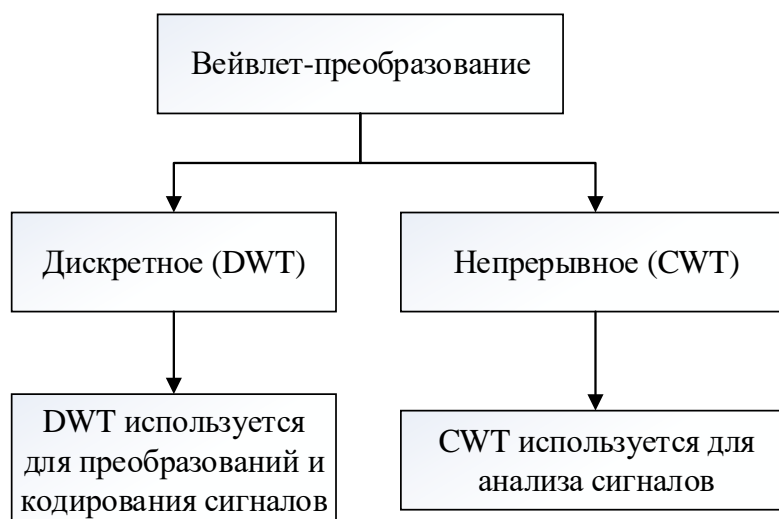 Вейвлет-преобразование
Дискретное (DWT)
Непрерывное (CWT)
DWT используется
для преобразований и
кодирования сигналов
CWT используется для
анализа сигналов